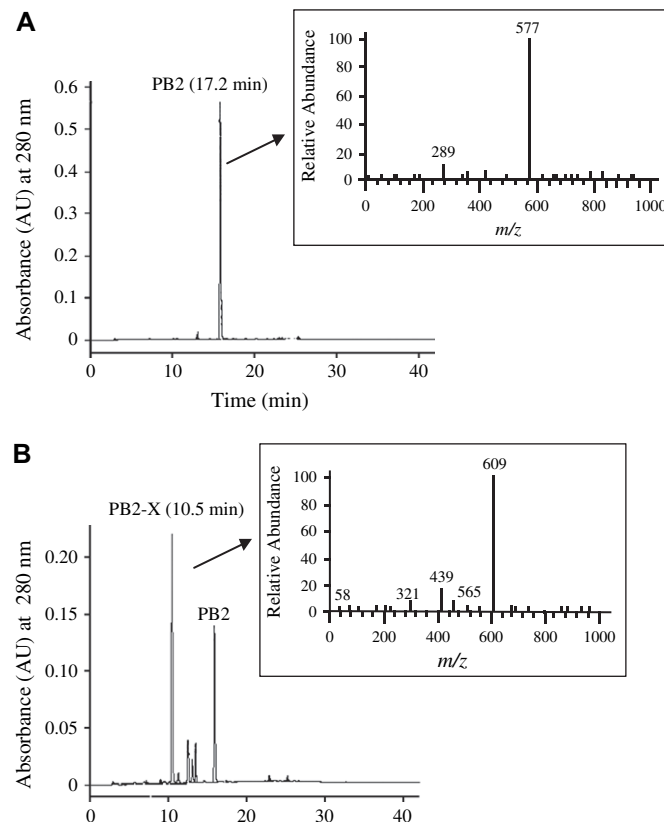 A
PB2 (17.2 min)
Absorbance (AU) at 280 nm
0.6
0.5
0.4
0.3
0.2
0.1
0
0 10 20 30 40
Time (min)
577
289
Relative Abundance
100
80
60
40
20
0
0 200 400 600 800 1000
m/z
B
PB2-X (10.5 min)
PB2
Absorbance (AU) at 280 nm
0.20
0.15
0.10
0.05
0
0 10 20 30 40
609
439
58 321 565
Relative Abundance
100
80
60
40
20
0
0 200 400 600 800 1000
m/z